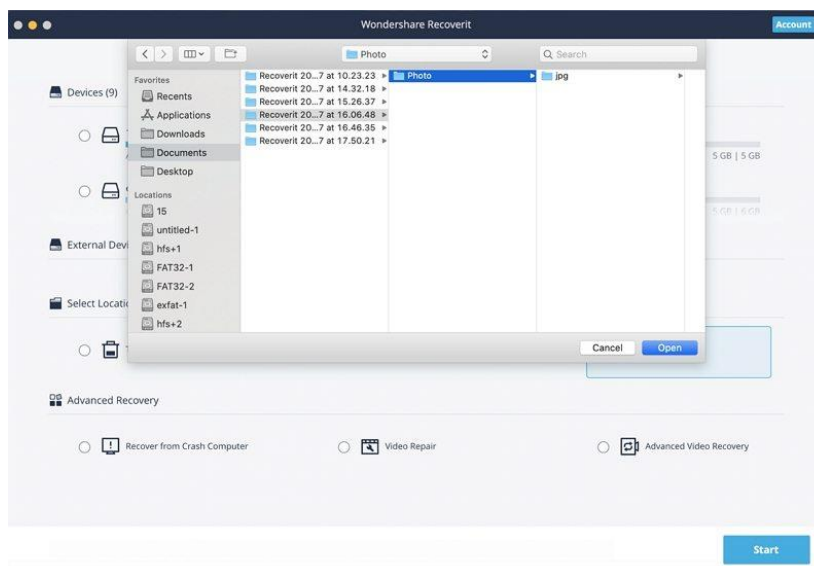 Wondershare Recoverit
Account
Photo
Search
Favorites
Recents
Applications
Downloads
Documents
Desktop
Locations
15
untitled-1
hfs+1
FAT32-1
FAT32-2
exfat-1
hfs+2
Recoverit 20...7 at 10.23.23
Recoverit 20...7 at 14.32.18
Recoverit 20...7 at 15.26.37
Recoverit 20...7 at 16.06.48
Recoverit 20...7 at 16.46.35
Recoverit 20...7 at 17.50.21
Photo
jpg
Cancel
Open
Devices (9)
5 GB | 5 GB
External Devi
Select Locati
Advanced Recovery
Recover from Crash Computer
Video Repair
Advanced Video Recovery
Start